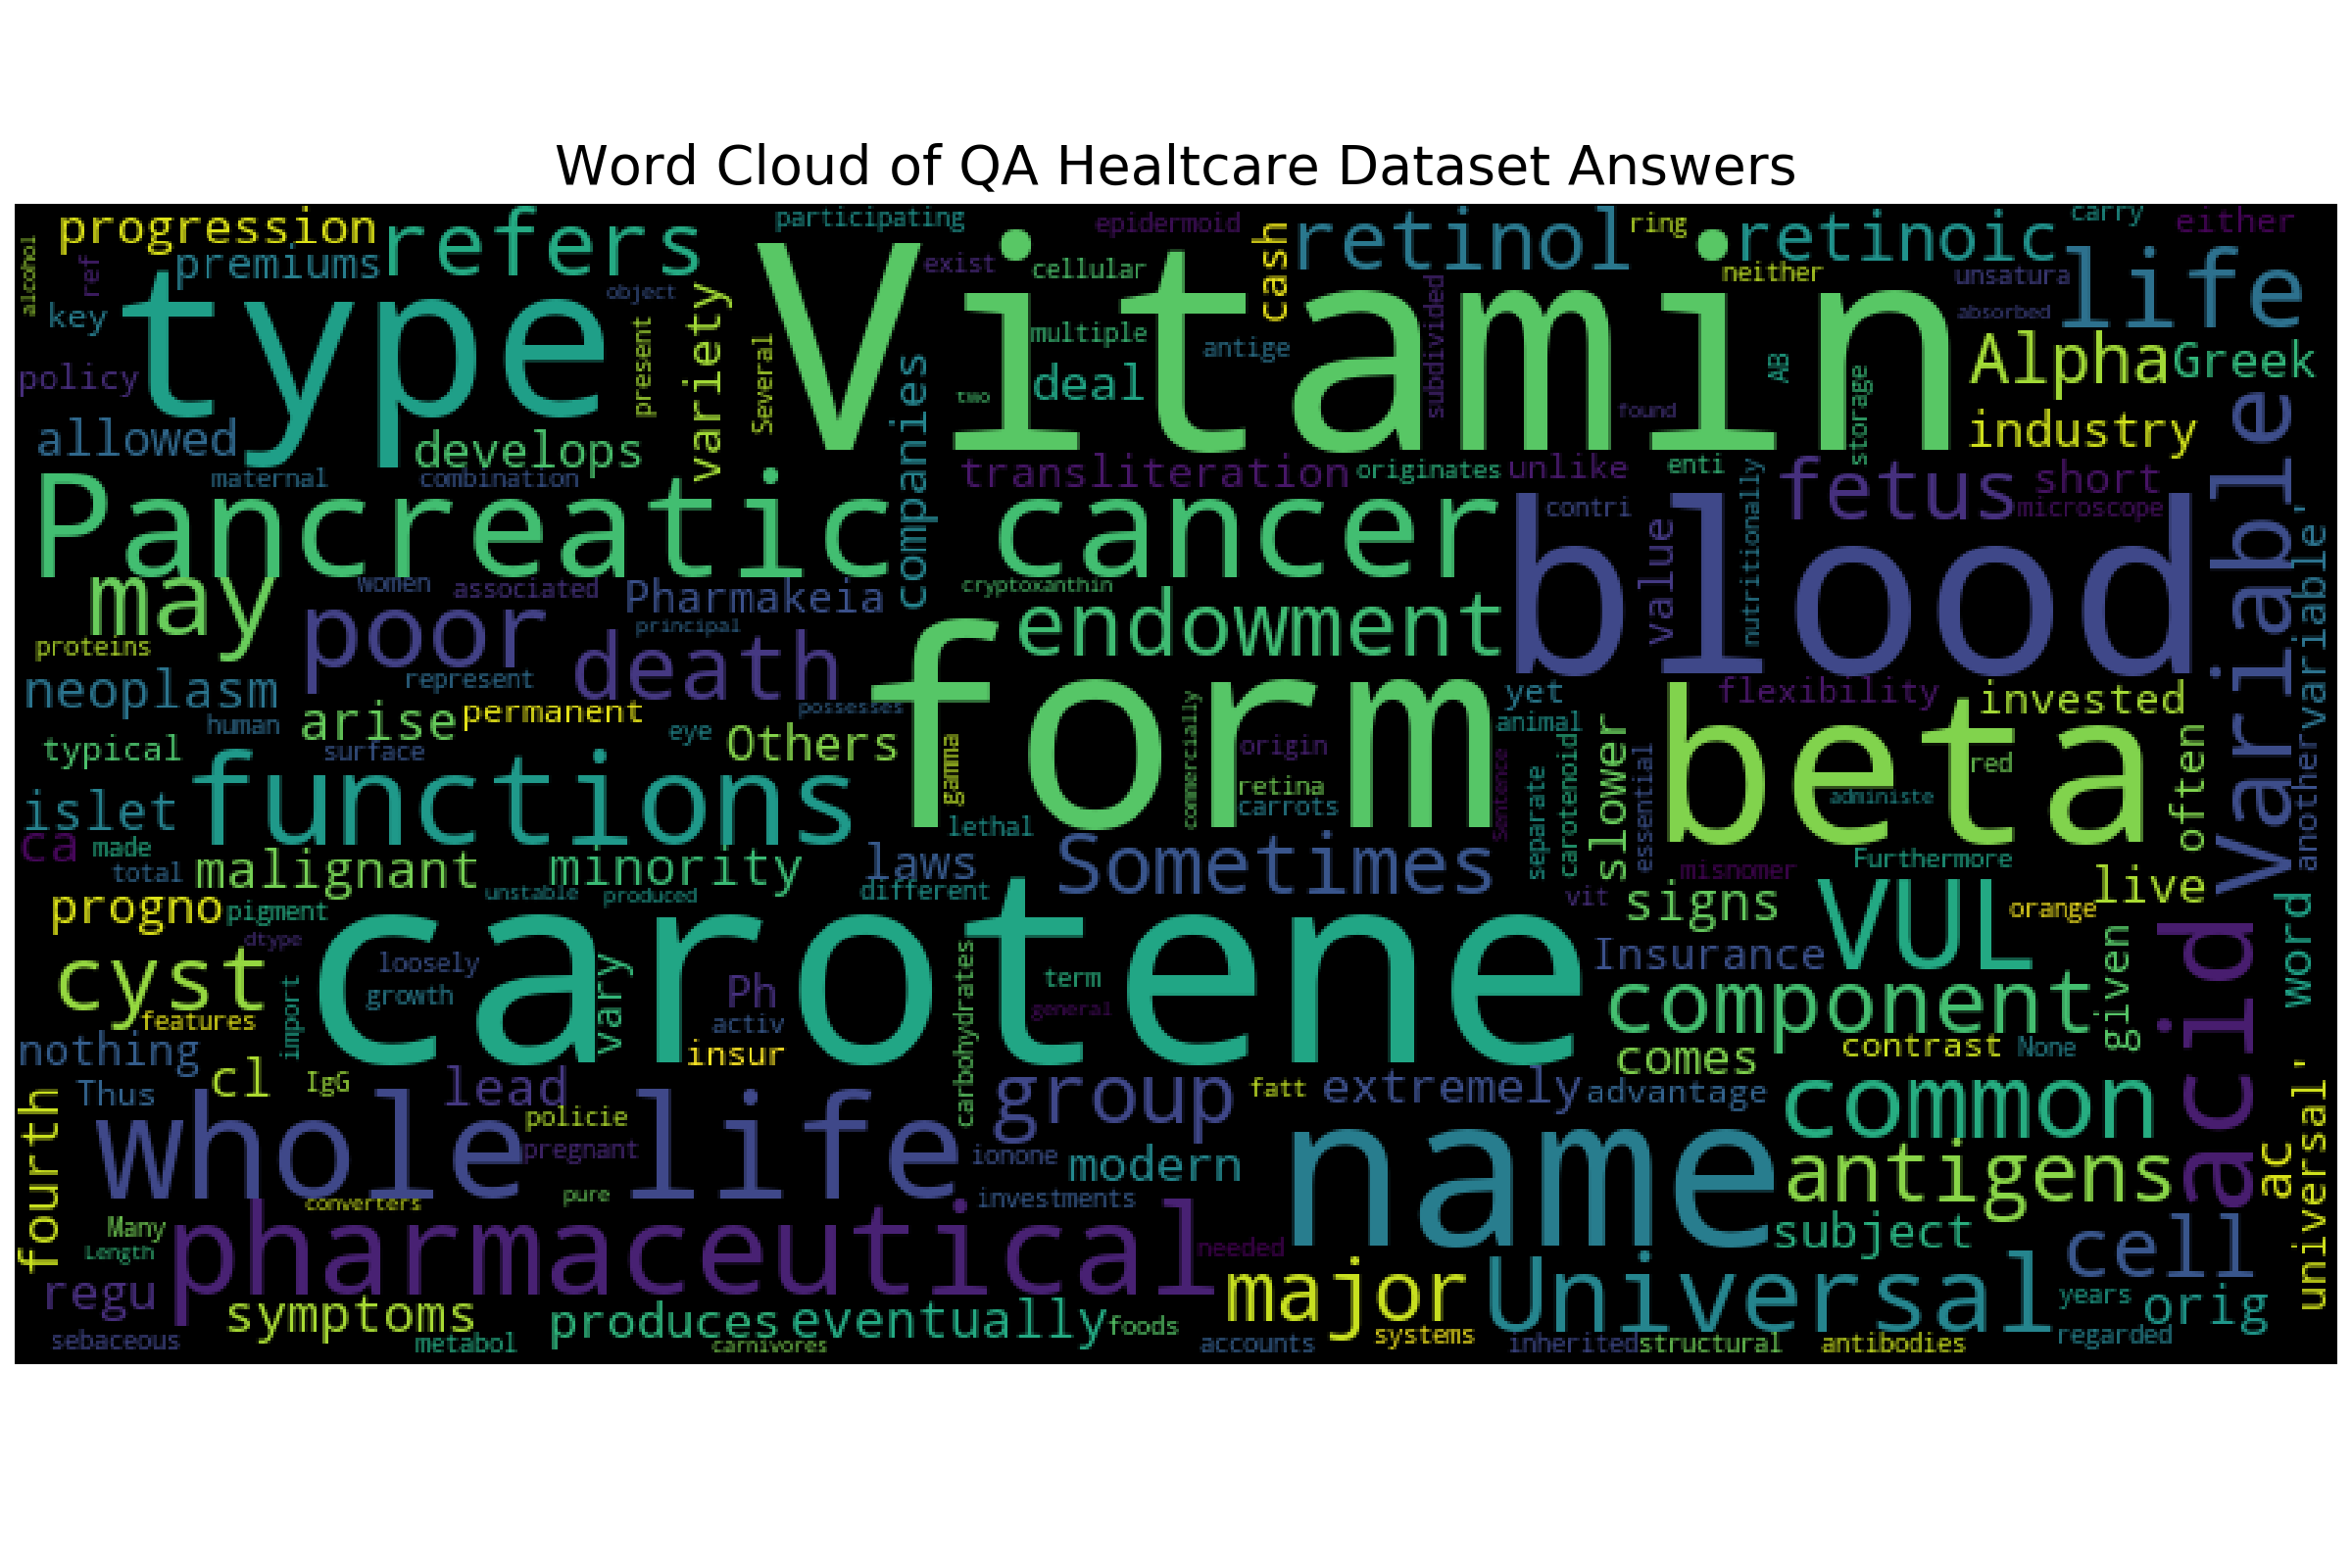 Word Cloud of QA Healtcare Dataset Answers
progression
refers
participating
epidermoid
retinol
ring
retinoic
carry
either
alcohol
ref
premiums
type
object
Vitamin
exist
cellular
cash
neither
unsatura
absorbed
life
key
policy
present
variety
Several
multiple
antige
two
deal
subdivided
found
AB
storage
Alpha
Greek
allowed
develops
companies
industry
Variable
maternal
combination
transliteration
originates
unlike
enti
nutritionally
fetus
short
microscope
Pancreatic
cancer
contri
blood
value
another
variable'
may
women
associated
Pharmakeia
cryptoxanthin
proteins
poor
principal
death
endowment
represent
form
neoplasm
human
arise
permanent
possesses
yet
flexibility
invested
typical
surface
eye
Others
gamma
commercially
origin
retina
carrots
Sentence
animal
carotenoid
separate
slower
essential
beta
red
administe
often
islet
functions
lethal
ca
made
total
malignant
minority
laws
different
Sometimes
misnomer
Furthermore
live
progno
pigment
unstable
produced
vit
signs
VUL
orange
word
dtype
carotene
cyst
features
import
loosely
growth
vary
Ph
activ
insur
carbohydrates
term
general
Insurance
component
given
acid
nothing
Thus
cl
IgG
lead
comes
contrast
None
fourth
whole life
policie
pregnant
group
fatt
extremely
advantage
common
ionone
modern
name
antigens
ac
universal'
converters
pure
investments
Many
Length
pharmaceutical
needed
subject
cell
regu
major
Universal
years
orig
symptoms
produces
eventually
foods
sebaceous
metabol
carnivores
accounts
systems
inherited
structural
antibodies
regarded